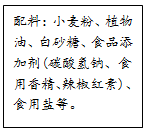 配料:小麦粉、植物
油、白砂糖、食品添
加剂(碳酸氢钠、食
用香精、辣椒红素)、
食用盐等。